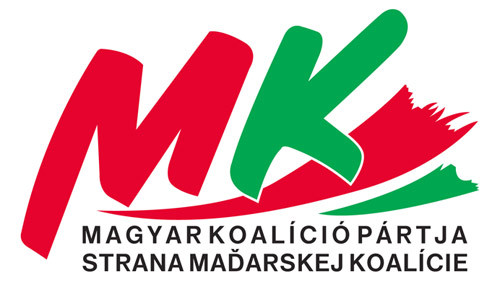 MK
MAGYAR KOALÍCIÓ PÁRTJA
STRANA MAĎARSKEJ KOALÍCIE